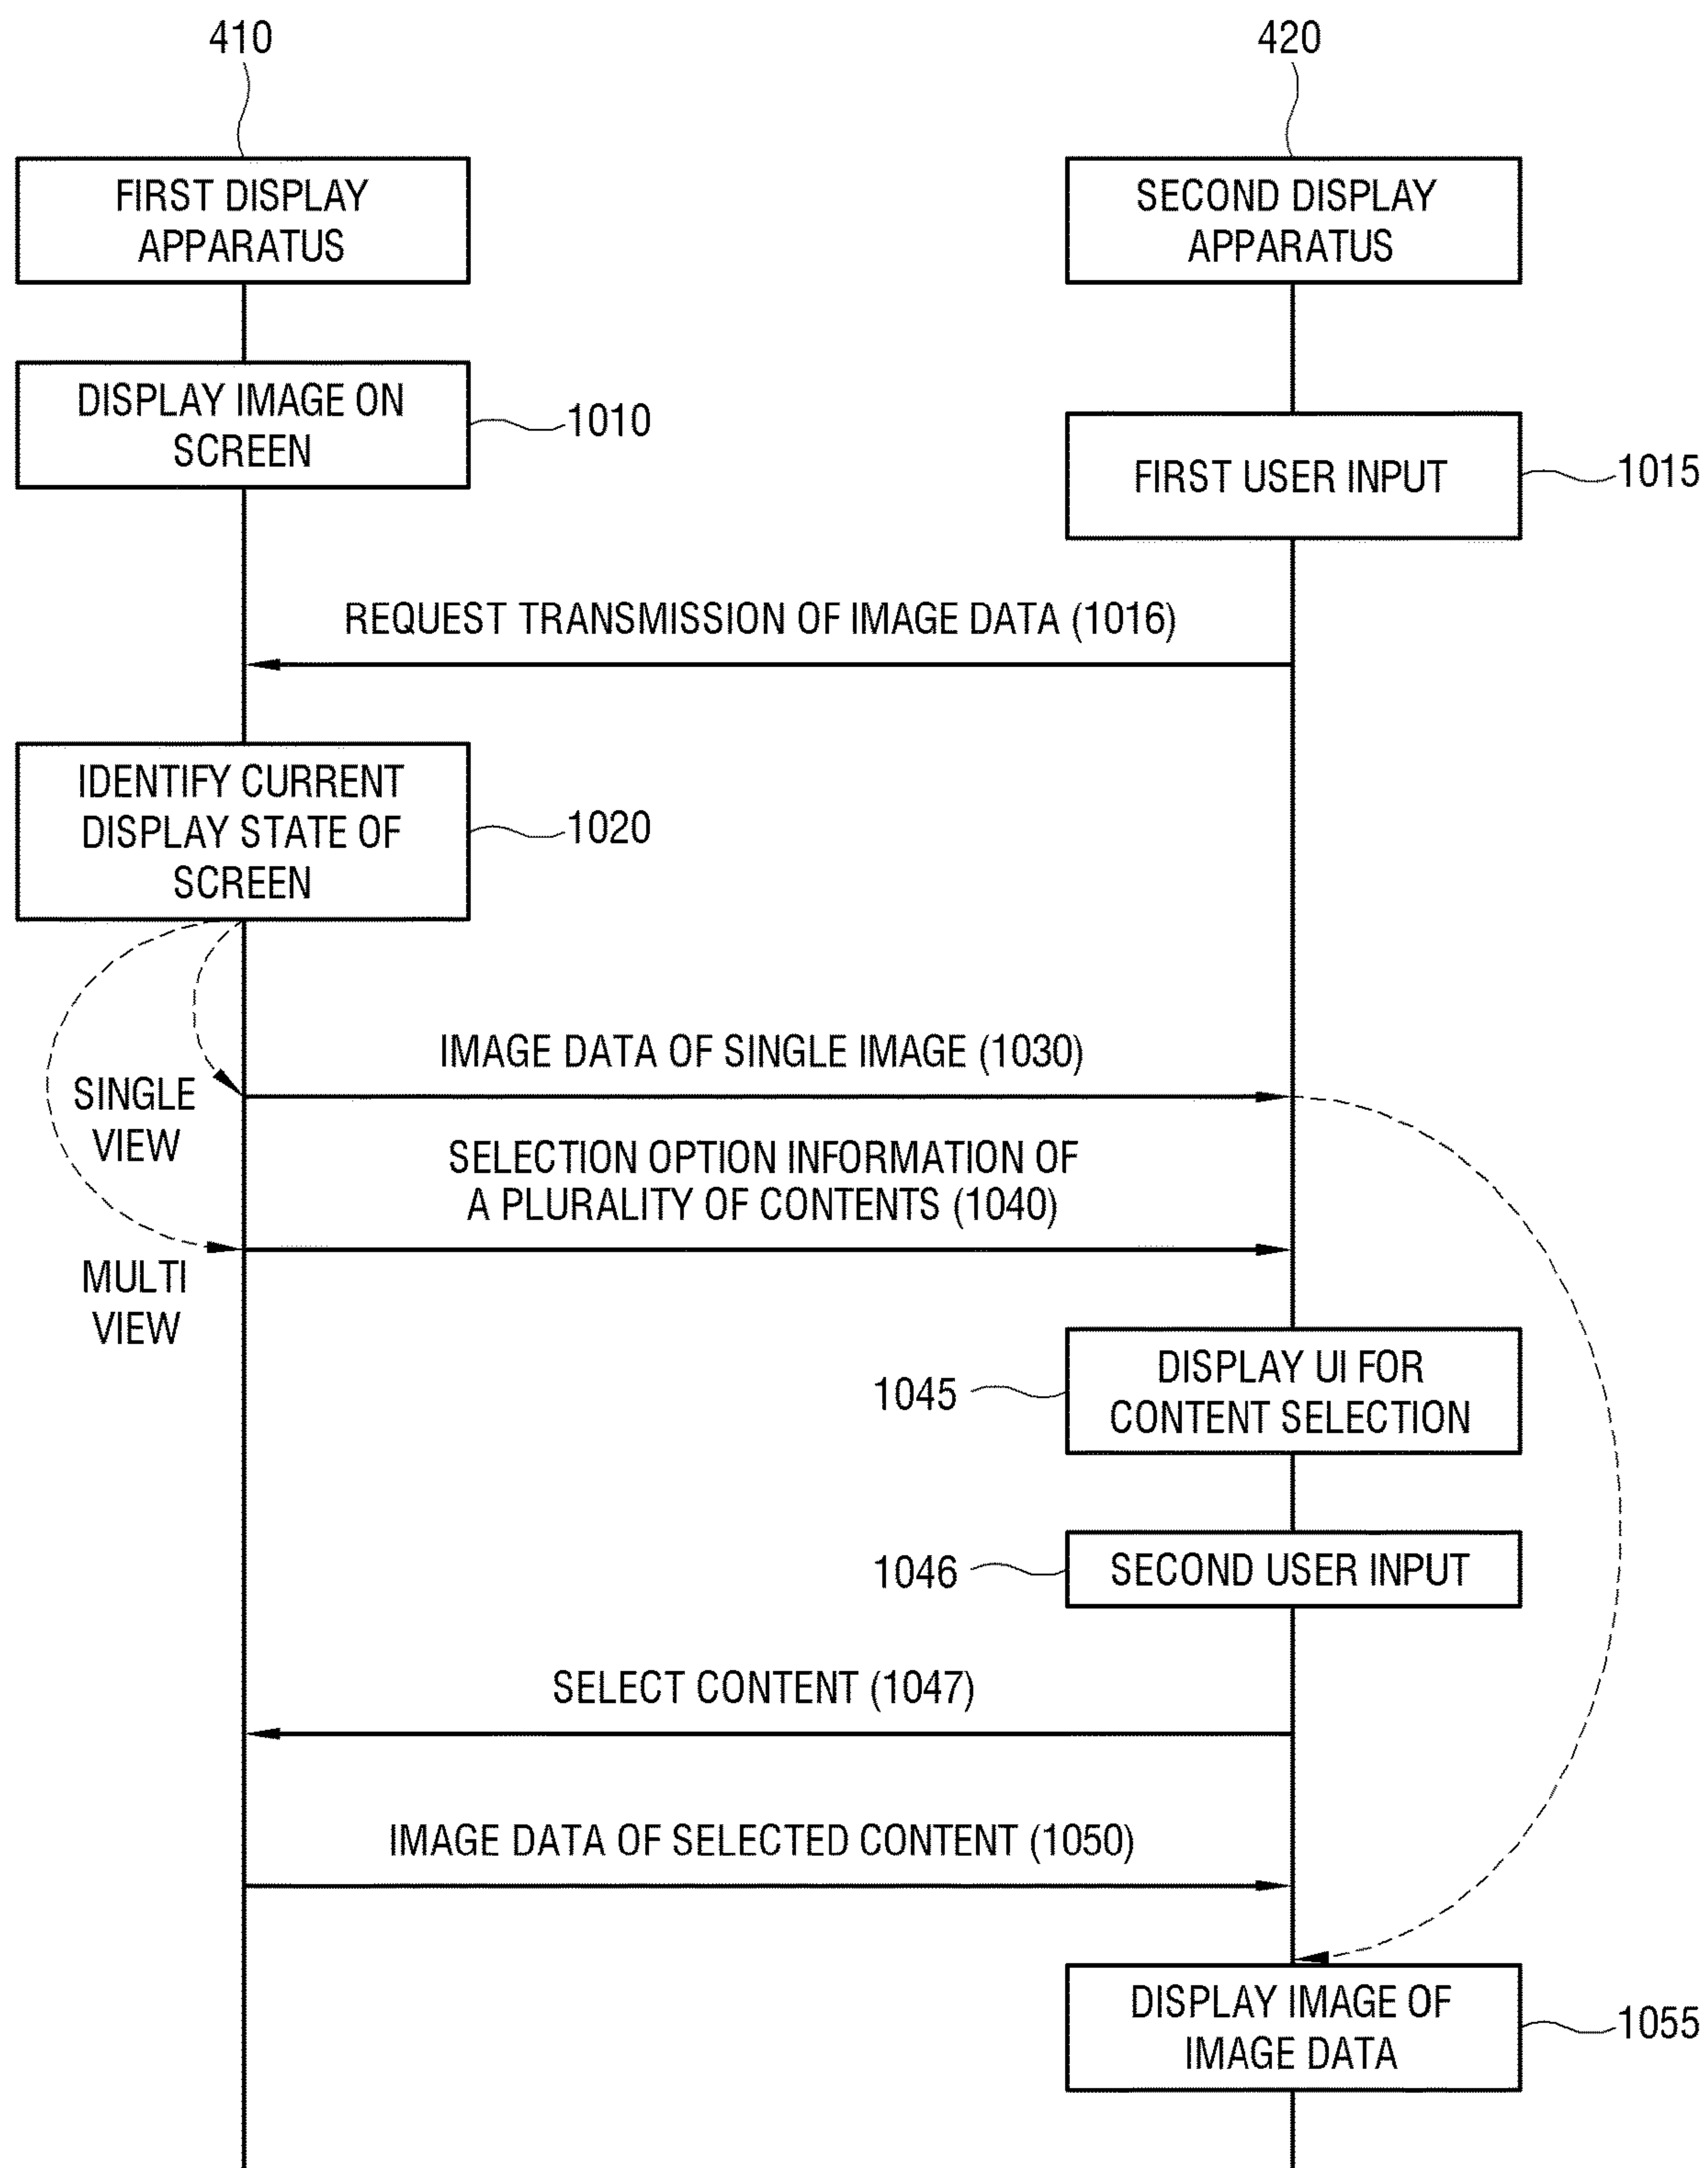 410
420
FIRST DISPLAY
APPARATUS
SECOND DISPLAY
APPARATUS
DISPLAY IMAGE ON
SCREEN
1010
FIRST USER INPUT
1015
REQUEST TRANSMISSION OF IMAGE DATA (1016)
IDENTIFY CURRENT
DISPLAY STATE OF
SCREEN
1020
IMAGE DATA OF SINGLE IMAGE (1030)
SINGLE
VIEW
SELECTION OPTION INFORMATION OF
A PLURALITY OF CONTENTS (1040)
MULTI
VIEW
DISPLAY UI FOR
CONTENT SELECTION
1045
SECOND USER INPUT
1046
SELECT CONTENT (1047)
IMAGE DATA OF SELECTED CONTENT (1050)
DISPLAY IMAGE OF
IMAGE DATA
1055